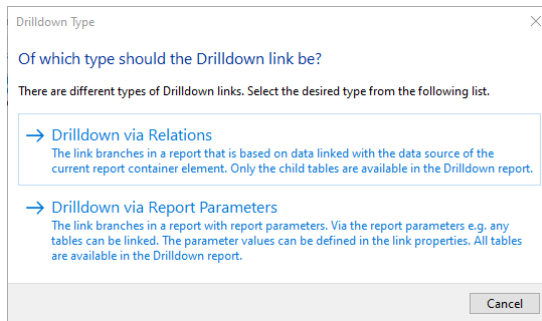 Drilldown Type
Of which type should the Drilldown link be?
There are different types of Drilldown links. Select the desired type from the following list.
Drilldown via Relations
The link branches in a report that is based on data linked with the data source of the
current report container element. Only the child tables are available in the Drilldown report.
Drilldown via Report Parameters
The link branches in a report with report parameters. Via the report parameters e.g. any
tables can be linked. The parameter values can be defined in the link properties. All tables
are available in the Drilldown report.
Cancel